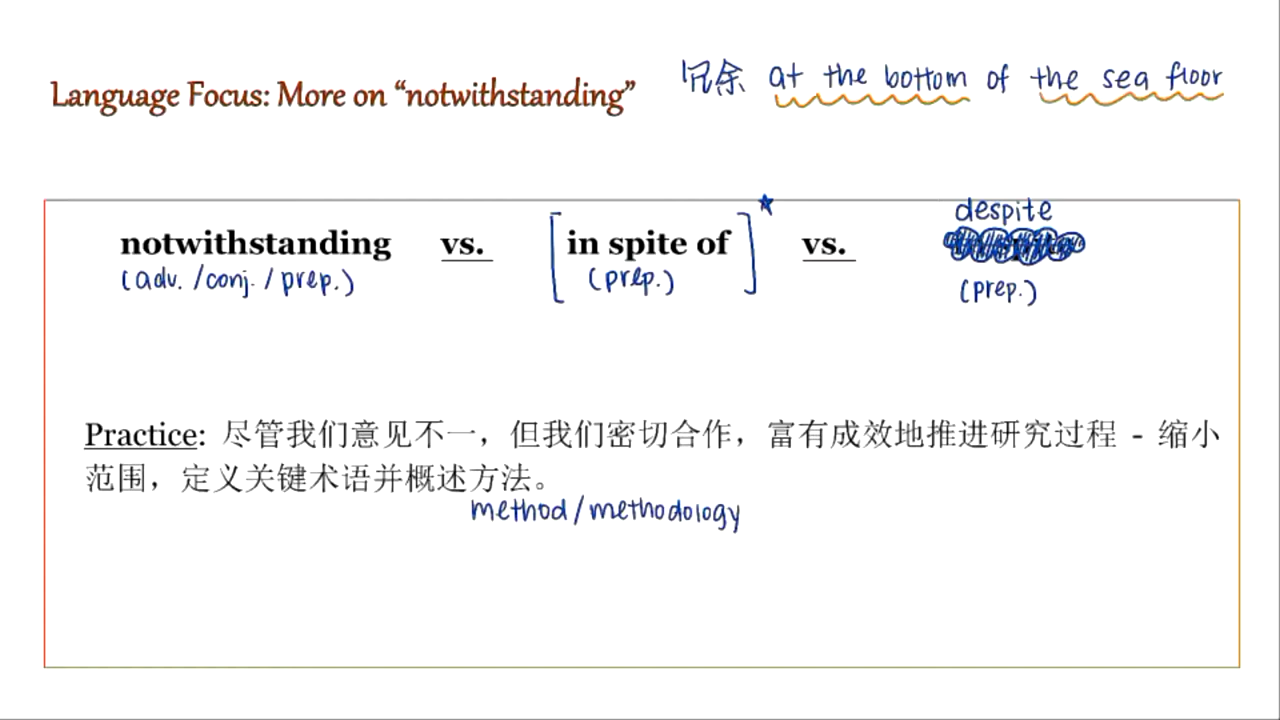 Language Focus: More on “notwithstanding”
冗余 at the bottom of the sea floor
notwithstanding vs. [in spite of]★ vs. despite
(adv. /conj. / prep.) (prep.) (prep.)
Practice: 尽管我们意见不一，但我们密切合作，富有成效地推进研究过程 - 缩小
范围，定义关键术语并概述方法。
method/methodology